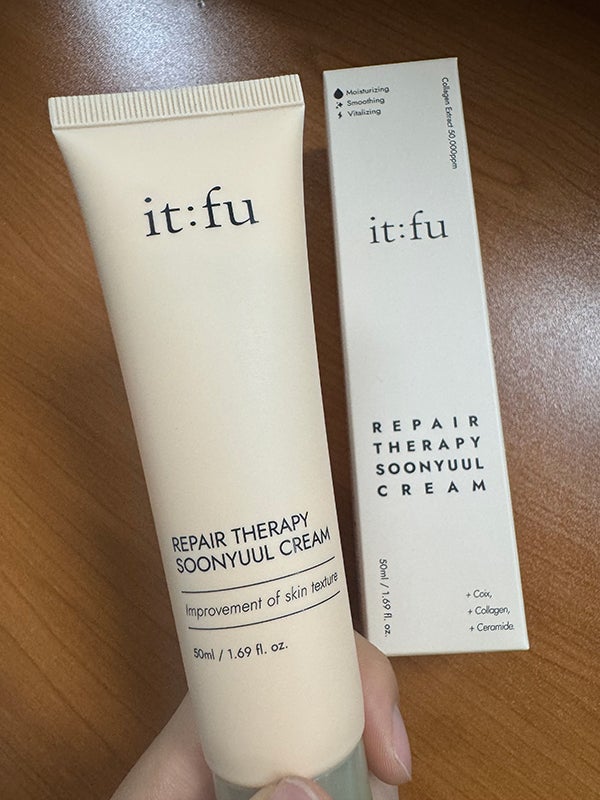 it:fu
REPAIR THERAPY
SOONYUUL CREAM
Improvement of skin texture
50ml / 1.69 fl. oz.
Moisturizing
Smoothing
Vitalizing
Collagen Extract 50,000ppm
it:fu
REPAIR
THERAPY
SOONYUUL
CREAM
50ml / 1.69 fl. oz.
+ Coix,
+ Collagen,
+ Ceramide.